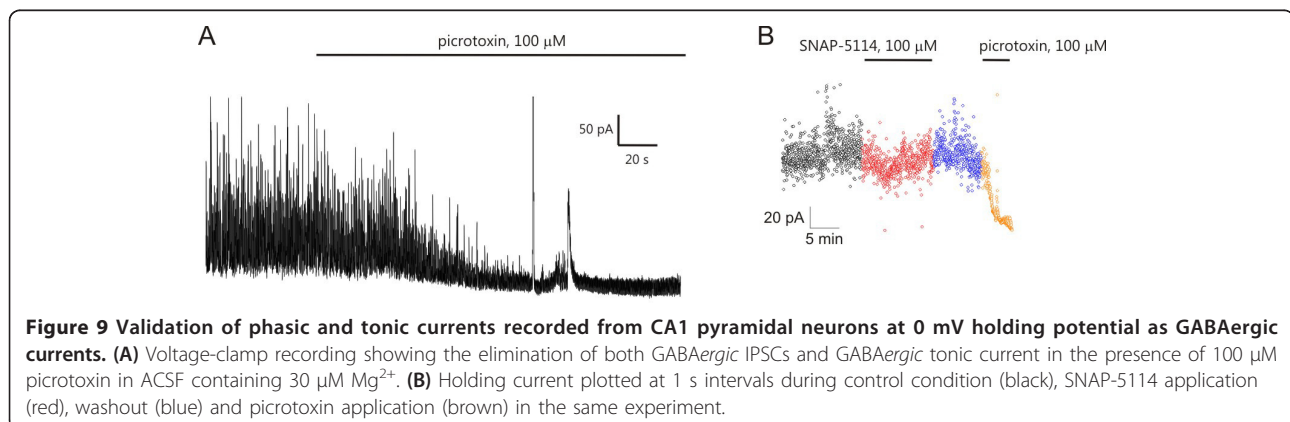 A
picrotoxin, 100 μM
50 pA
20 s
B
SNAP-5114, 100 μM
picrotoxin, 100 μM
20 pA
5 min
Figure 9 Validation of phasic and tonic currents recorded from CA1 pyramidal neurons at 0 mV holding potential as GABAergic
currents. (A) Voltage-clamp recording showing the elimination of both GABAergic IPSCs and GABAergic tonic current in the presence of 100 μM
picrotoxin in ACSF containing 30 μM Mg²⁺. (B) Holding current plotted at 1 s intervals during control condition (black), SNAP-5114 application
(red), washout (blue) and picrotoxin application (brown) in the same experiment.